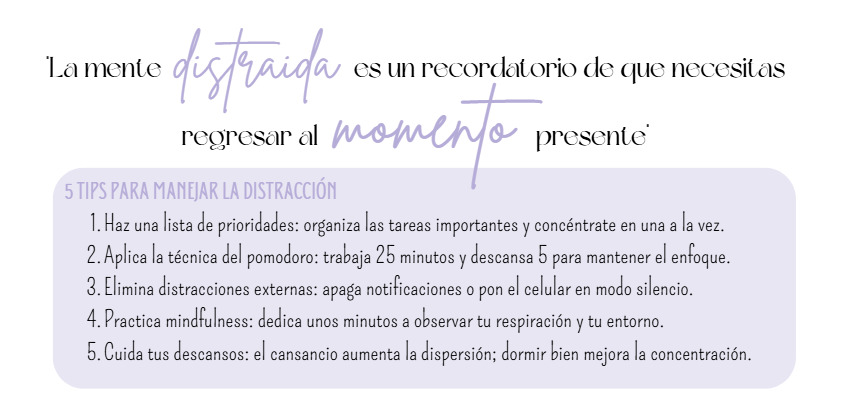 "La mente distraida es un recordatorio de que necesitas
regresar al momento presente"
5 TIPS PARA MANEJAR LA DISTRACCIÓN
1. Haz una lista de prioridades: organiza las tareas importantes y concéntrate en una a la vez.
2. Aplica la técnica del pomodoro: trabaja 25 minutos y descansa 5 para mantener el enfoque.
3. Elimina distracciones externas: apaga notificaciones o pon el celular en modo silencio.
4. Practica mindfulness: dedica unos minutos a observar tu respiración y tu entorno.
5. Cuida tus descansos: el cansancio aumenta la dispersión; dormir bien mejora la concentración.